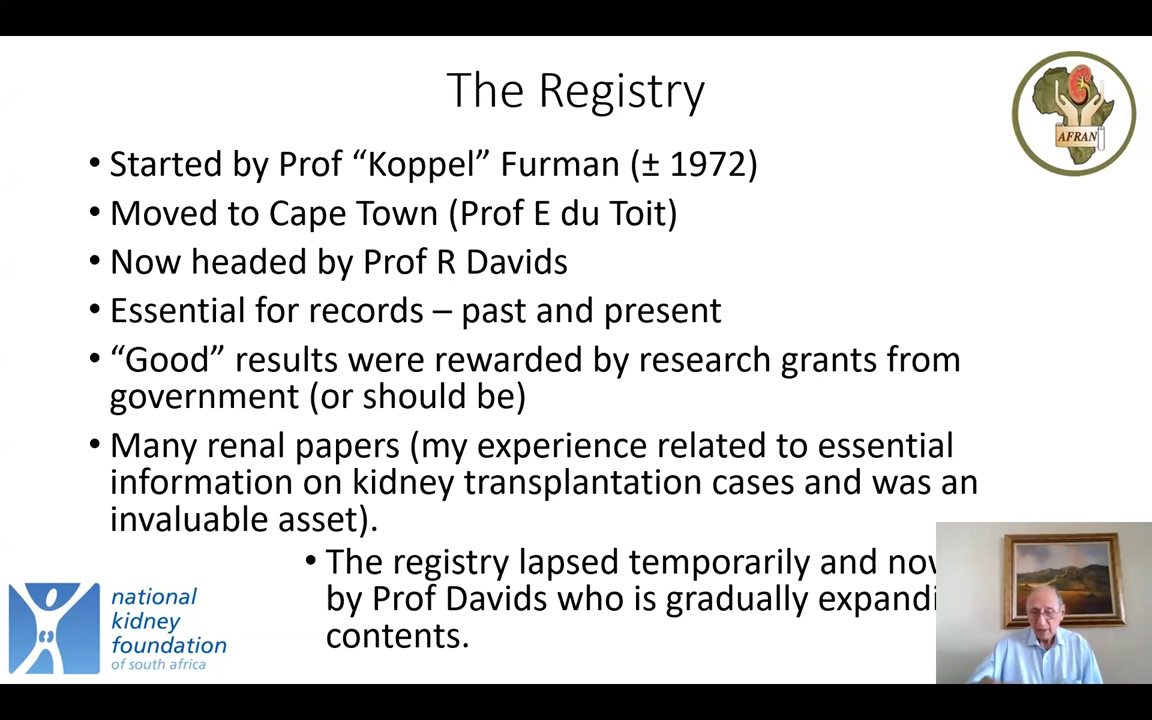 The Registry
AFRAN
• Started by Prof “Koppel” Furman (± 1972)
• Moved to Cape Town (Prof E du Toit)
• Now headed by Prof R Davids
• Essential for records – past and present
• “Good” results were rewarded by research grants from
government (or should be)
• Many renal papers (my experience related to essential
information on kidney transplantation cases and was an
invaluable asset).
• The registry lapsed temporarily and
by Prof Davids who is gradually
contents.
national
kidney
foundation
of south africa